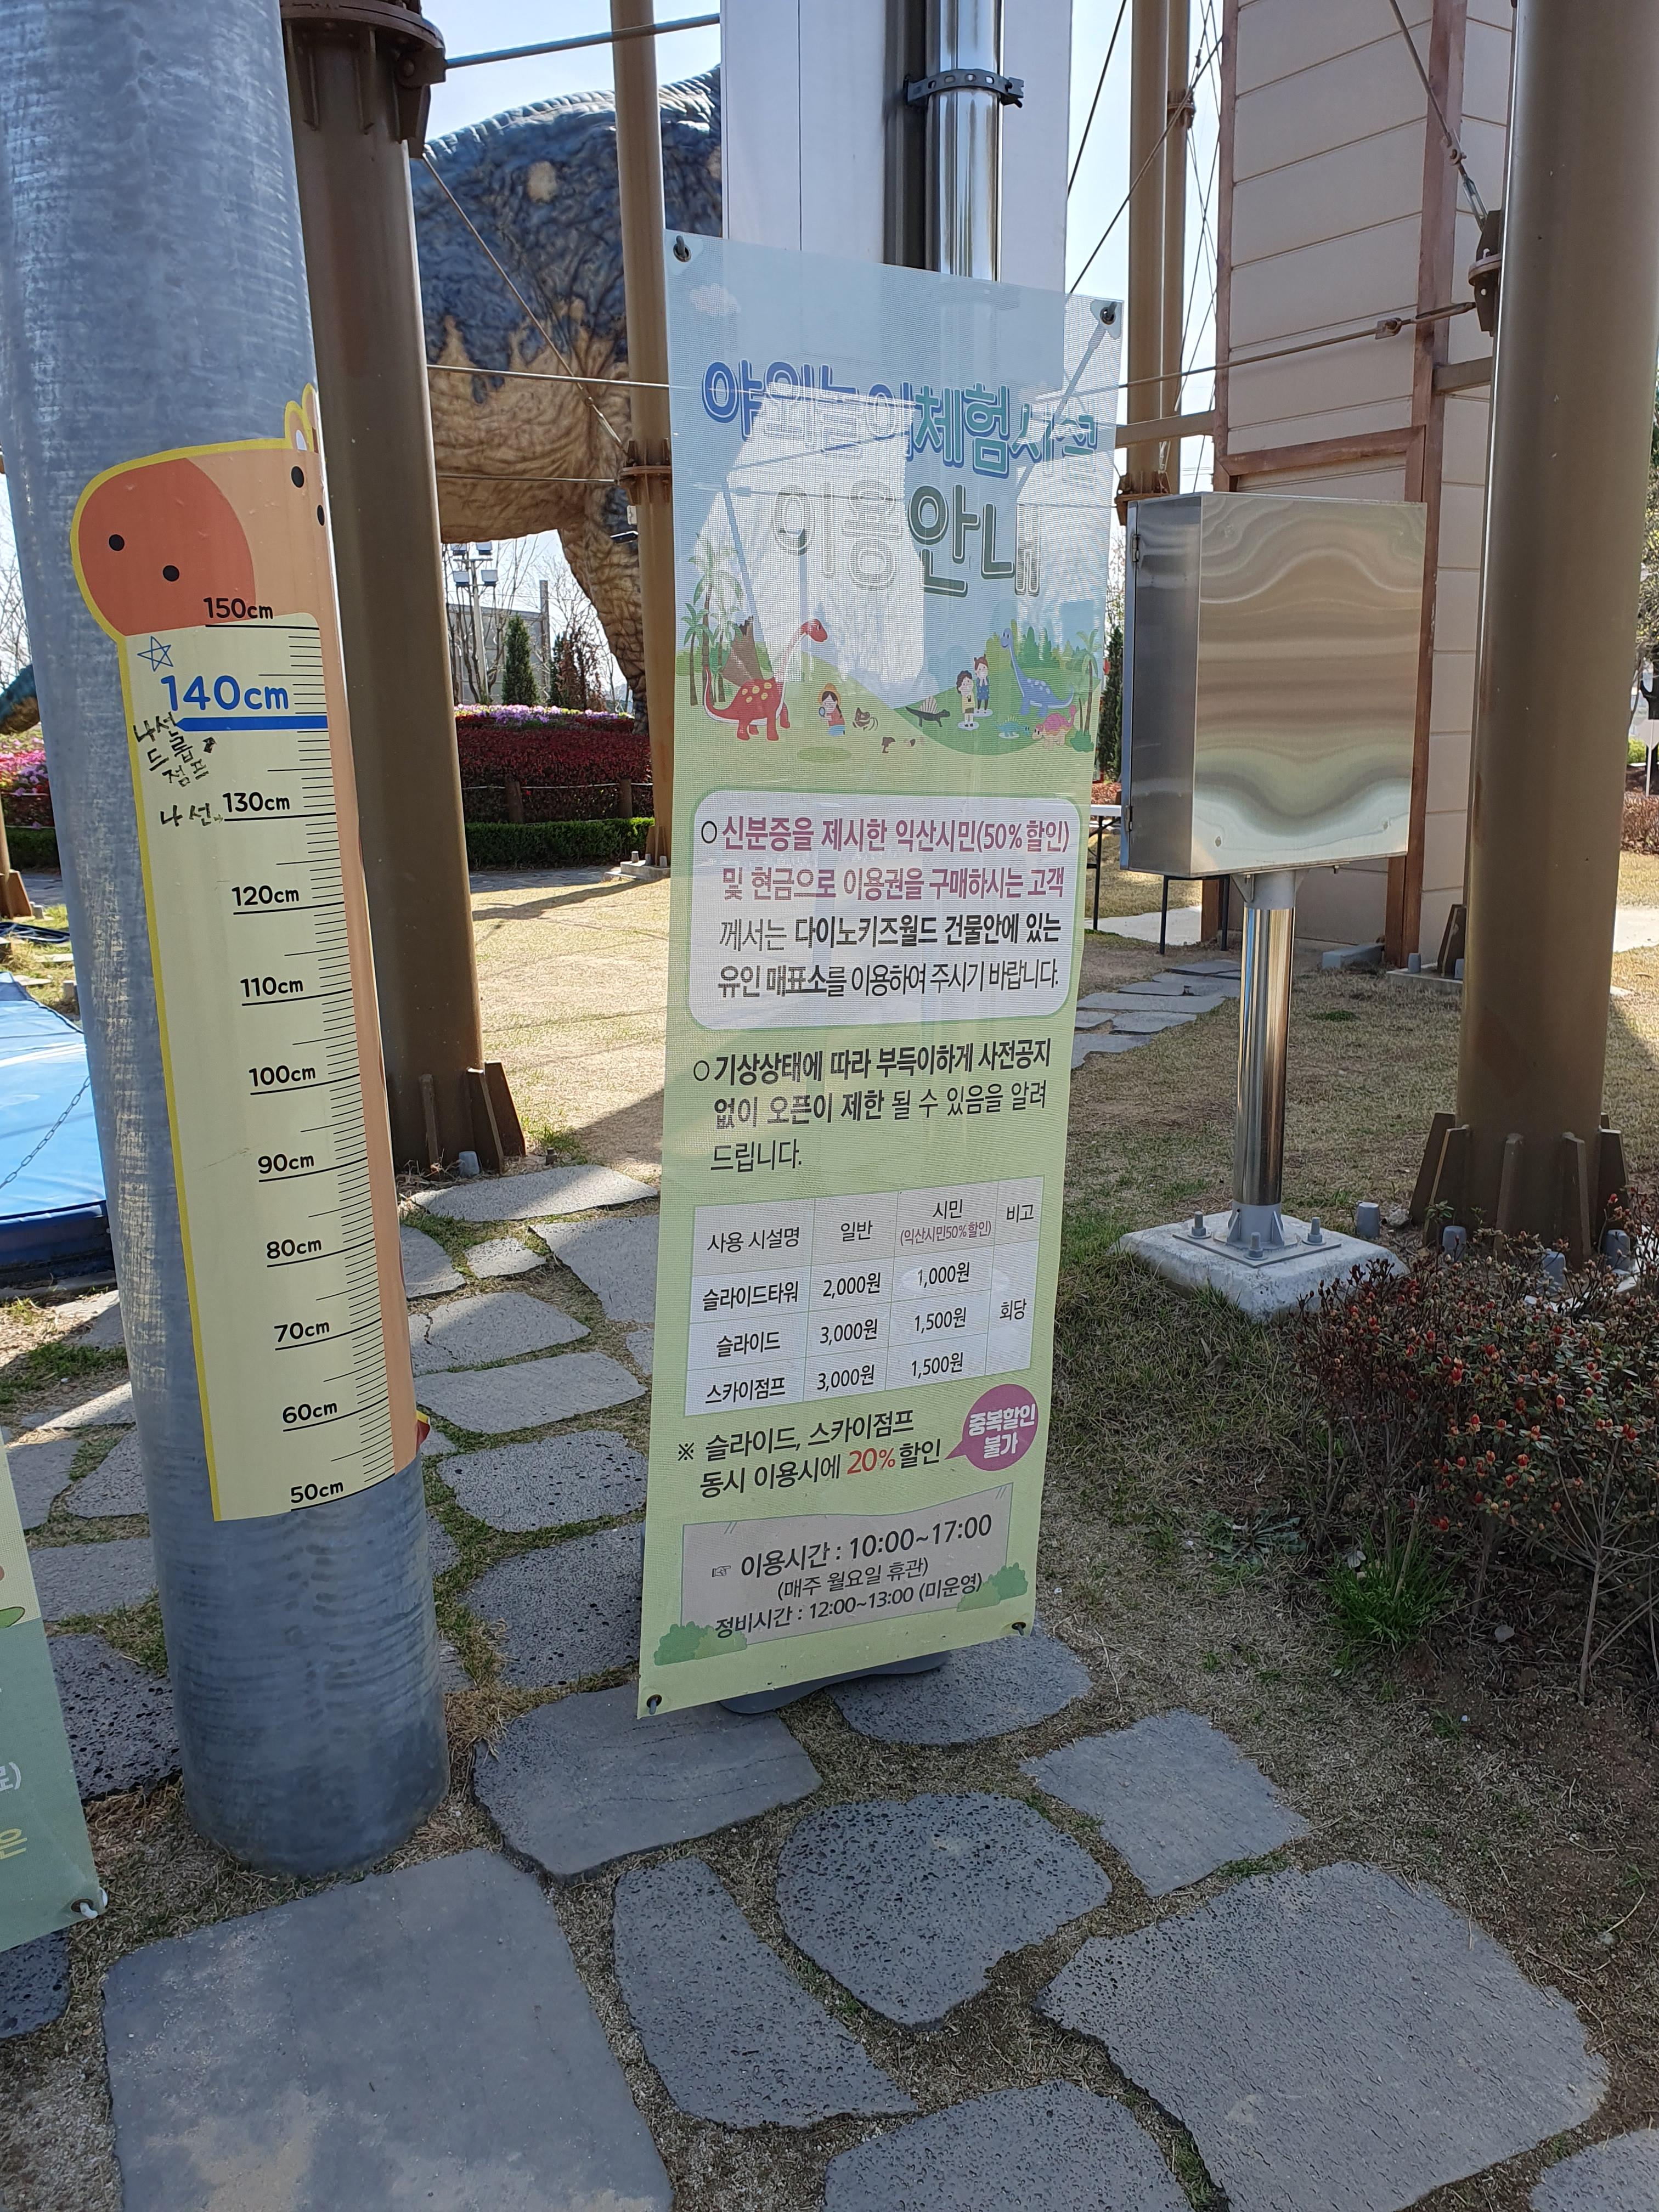 150cm
140cm
나선
드롭
점프
나선
130cm
120cm
110cm
100cm
90cm
80cm
70cm
60cm
50cm
야외놀이체험시설
이용안내
○ 신분증을 제시한 익산시민(50% 할인)
및 현금으로 이용권을 구매하시는 고객
께서는 다이노키즈월드 건물안에 있는
유인 매표소를 이용하여 주시기 바랍니다.
○ 기상상태에 따라 부득이하게 사전공지
없이 오픈이 제한 될 수 있음을 알려
드립니다.
사용 시설명 일반 시민 비고
(익산시민50%할인)
슬라이드타워 2,000원 1,000원
슬라이드 3,000원 1,500원 회당
스카이점프 3,000원 1,500원
※ 슬라이드, 스카이점프
동시 이용시에 20% 할인
중복할인
불가
☞ 이용시간 : 10:00~17:00
(매주 월요일 휴관)
정비시간 : 12:00~13:00 (미운영)
은